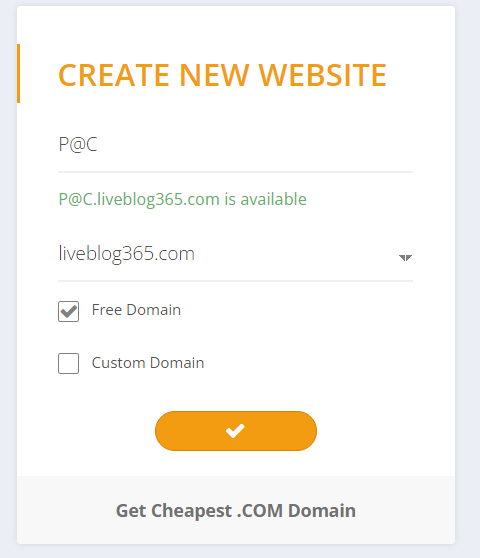 CREATE NEW WEBSITE
P@C
P@C.liveblog365.com is available
liveblog365.com
Free Domain
Custom Domain
Get Cheapest .COM Domain